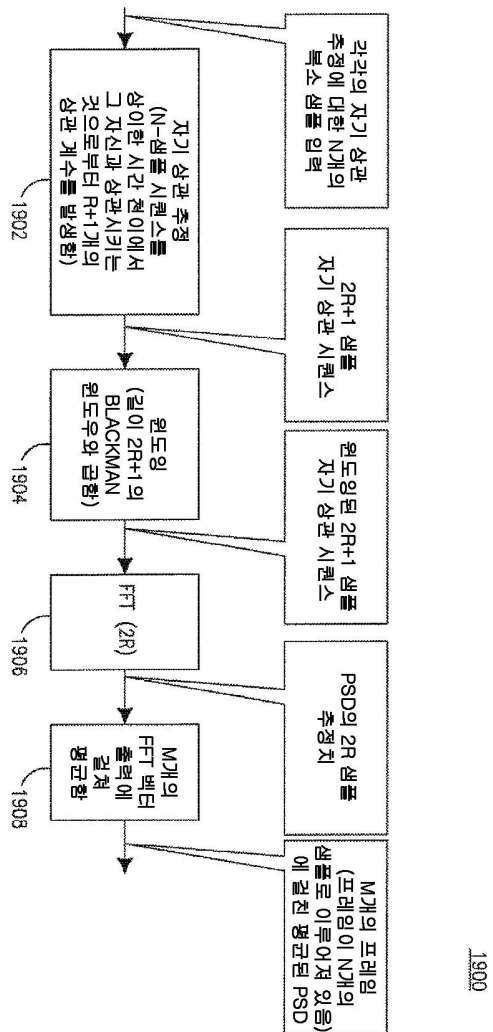 1900
각각의 자기 상관
추정에 대한 N개의
복소 샘플 입력
2R+1 샘플
자기 상관 시퀀스
윈도잉된 2R+1 샘플
자기 상관 시퀀스
PSD의 2R 샘플
추정치
M개의 프레임
(프레임이 N개의
샘플로 이루어져 있음)
에 걸친 평균된 PSD
자기 상관 추정
(N-샘플 시퀀스를
상이한 시간 천이에서
그 자신과 상관시키는
것으로부터 R+1개의
상관 계수를 발생함)
1902
윈도잉
(길이 2R+1의
BLACKMAN
윈도우와 곱함)
1904
FFT (2R)
1906
M개의
FFT 벡터
출력에
걸쳐
평균함
1908